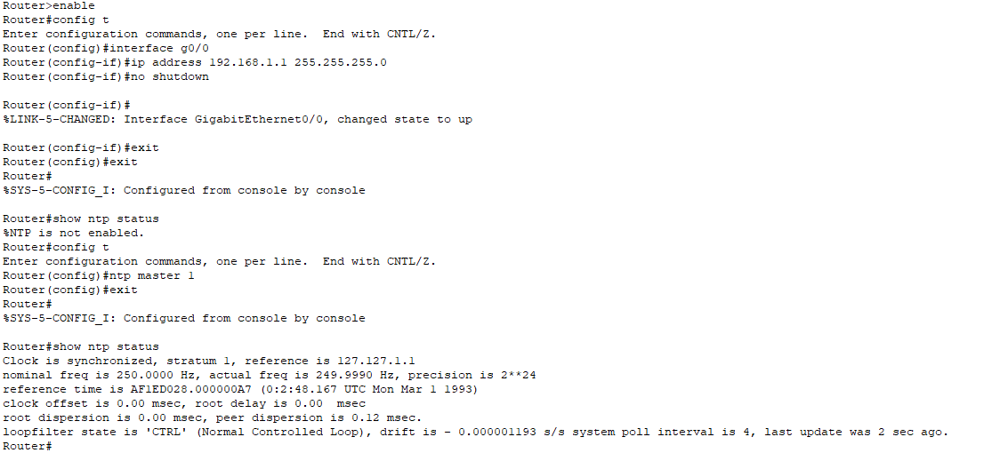 Router>enable
Router#config t
Enter configuration commands, one per line.  End with CNTL/Z.
Router(config)#interface g0/0
Router(config-if)#ip address 192.168.1.1 255.255.255.0
Router(config-if)#no shutdown
Router(config-if)#
%LINK-5-CHANGED: Interface GigabitEthernet0/0, changed state to up
Router(config-if)#exit
Router(config)#exit
Router#
%SYS-5-CONFIG_I: Configured from console by console
Router#show ntp status
%NTP is not enabled.
Router#config t
Enter configuration commands, one per line.  End with CNTL/Z.
Router(config)#ntp master 1
Router(config)#exit
Router#
%SYS-5-CONFIG_I: Configured from console by console
Router#show ntp status
Clock is synchronized, stratum 1, reference is 127.127.1.1
nominal freq is 250.0000 Hz, actual freq is 249.9990 Hz, precision is 2**24
reference time is AF1ED028.000000A7 (0:2:48.167 UTC Mon Mar 1 1993)
clock offset is 0.00 msec, root delay is 0.00  msec
root dispersion is 0.00 msec, peer dispersion is 0.12 msec.
loopfilter state is 'CTRL' (Normal Controlled Loop), drift is - 0.000001193 s/s system poll interval is 4, last update was 2 sec ago.
Router#